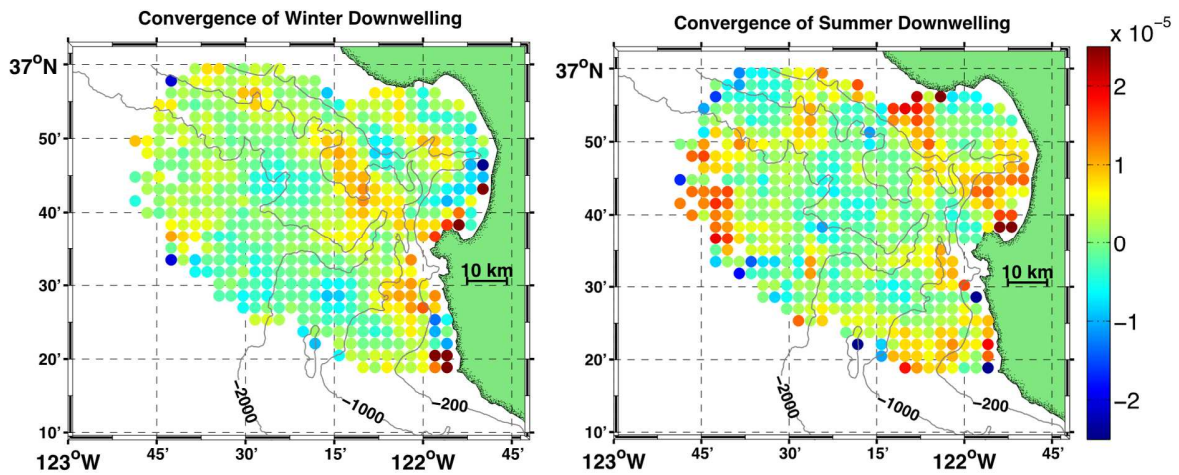 Convergence of Winter Downwelling
37°N
50'
40'
30'
20'
10'
123°W
45'
30'
15'
122°W
45'
10 km
−2000
−1000
−200
Convergence of Summer Downwelling
37°N
50'
40'
30'
20'
10'
123°W
45'
30'
15'
122°W
45'
10 km
−2000
−1000
−200
x 10⁻⁵
2
1
0
−1
−2